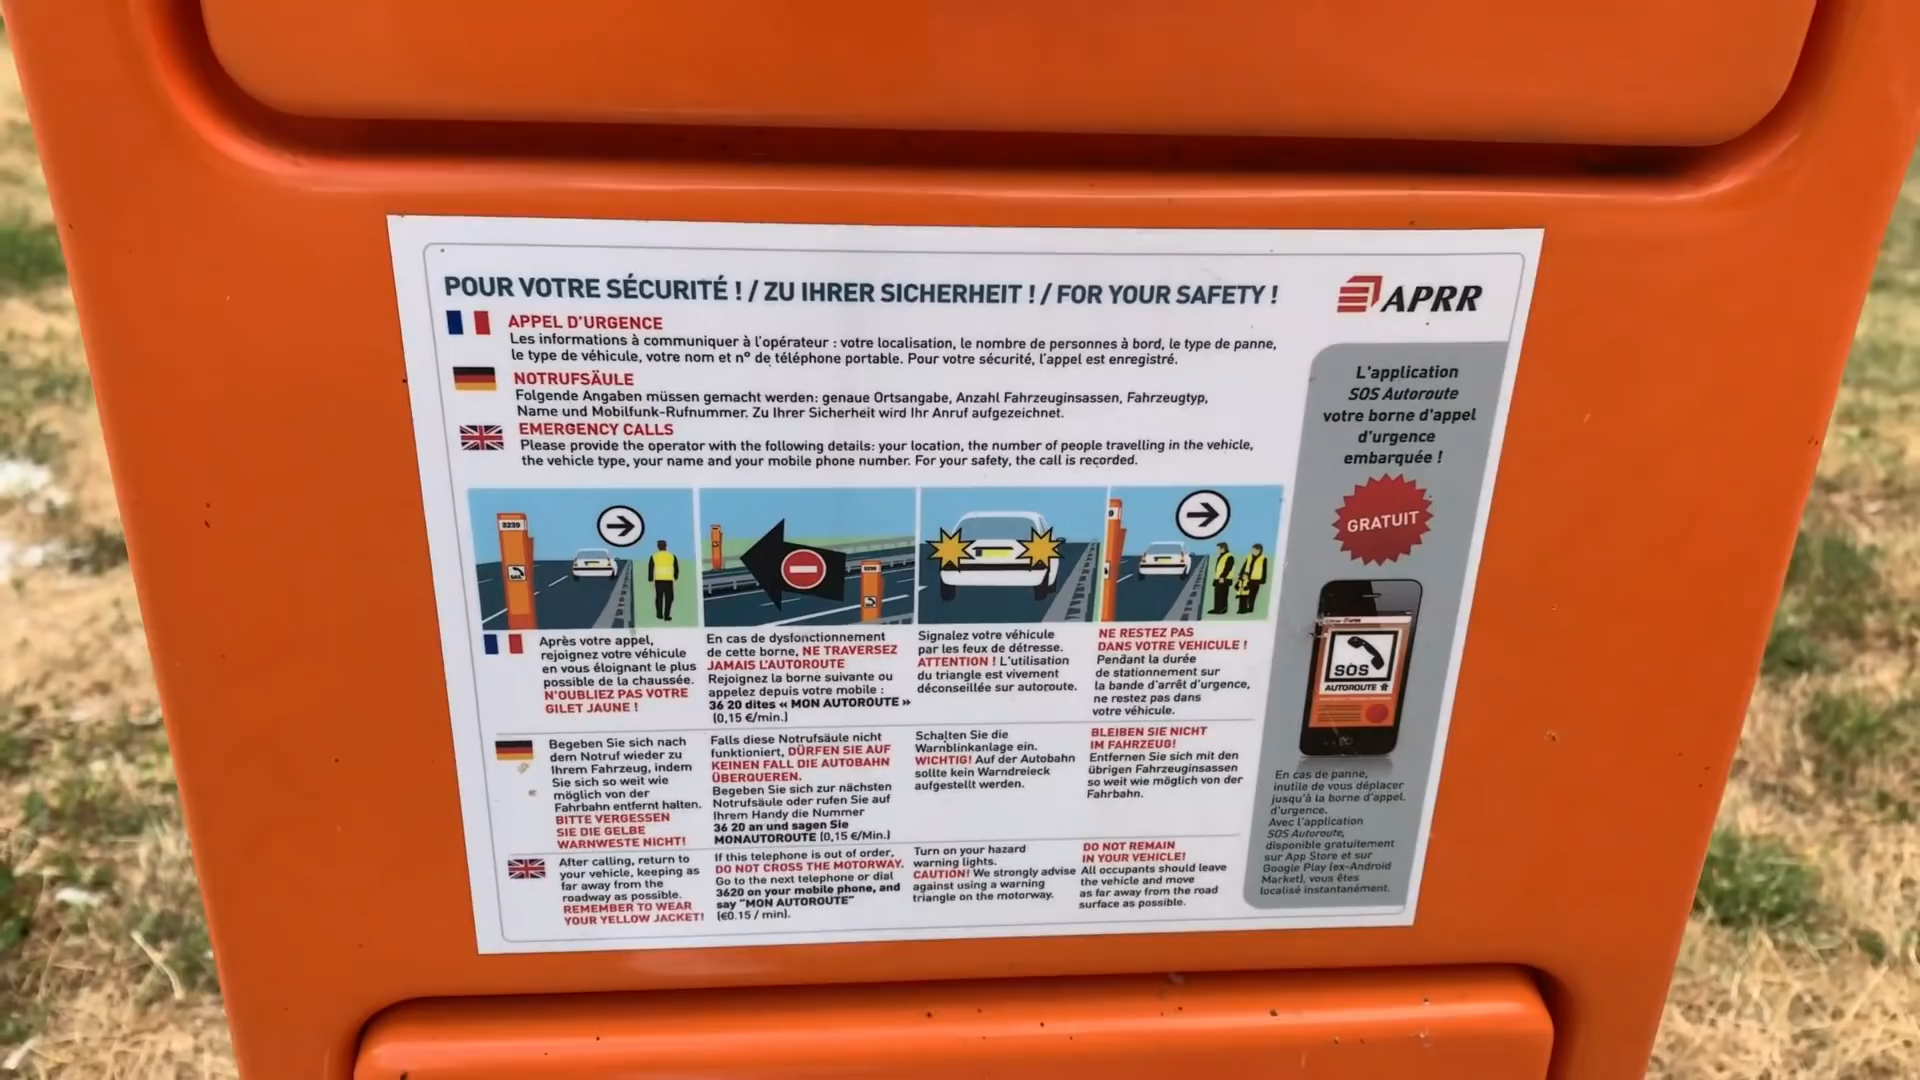 POUR VOTRE SÉCURITÉ ! / ZU IHRER SICHERHEIT ! / FOR YOUR SAFETY !
APRR
APPEL D'URGENCE
Les informations à communiquer à l'opérateur : votre localisation, le nombre de personnes à bord, le type de panne,
le type de véhicule, votre nom et n° de téléphone portable. Pour votre sécurité, l'appel est enregistré.
NOTRUFSÄULE
Folgende Angaben müssen gemacht werden: genaue Ortsangabe, Anzahl Fahrzeuginsassen, Fahrzeugtyp,
Name und Mobilfunk-Rufnummer. Zu Ihrer Sicherheit wird Ihr Anruf aufgezeichnet.
EMERGENCY CALLS
Please provide the operator with the following details: your location, the number of people travelling in the vehicle,
the vehicle type, your name and your mobile phone number. For your safety, the call is recorded.
3239
SOS
3239
9
Après votre appel,
rejoignez votre véhicule
en vous éloignant le plus
possible de la chaussée.
N'OUBLIEZ PAS VOTRE
GILET JAUNE !
En cas de dysfonctionnement
de cette borne, NE TRAVERSEZ
JAMAIS L'AUTOROUTE
Rejoignez la borne suivante ou
appelez depuis votre mobile :
36 20 dites « MON AUTOROUTE »
(0,15 €/min.)
Signalez votre véhicule
par les feux de détresse.
ATTENTION ! L'utilisation
du triangle est vivement
déconseillée sur autoroute.
NE RESTEZ PAS
DANS VOTRE VEHICULE !
Pendant la durée
de stationnement sur
la bande d'arrêt d'urgence,
ne restez pas dans
votre véhicule.
Begeben Sie sich nach
dem Notruf wieder zu
Ihrem Fahrzeug, indem
Sie sich so weit wie
möglich von der
Fahrbahn entfernt halten.
BITTE VERGESSEN
SIE DIE GELBE
WARNWESTE NICHT!
Falls diese Notrufsäule nicht
funktioniert, DÜRFEN SIE AUF
KEINEN FALL DIE AUTOBAHN
ÜBERQUEREN.
Begeben Sie sich zur nächsten
Notrufsäule oder rufen Sie auf
Ihrem Handy die Nummer
36 20 an und sagen Sie
MONAUTOROUTE (0,15 €/Min.)
Schalten Sie die
Warnblinkanlage ein.
WICHTIG! Auf der Autobahn
sollte kein Warndreieck
aufgestellt werden.
BLEIBEN SIE NICHT
IM FAHRZEUG!
Entfernen Sie sich mit den
übrigen Fahrzeuginsassen
so weit wie möglich von der
Fahrbahn.
After calling, return to
your vehicle, keeping as
far away from the
roadway as possible.
REMEMBER TO WEAR
YOUR YELLOW JACKET!
If this telephone is out of order,
DO NOT CROSS THE MOTORWAY.
Go to the next telephone or dial
3620 on your mobile phone, and
say "MON AUTOROUTE"
(€0.15 / min).
Turn on your hazard
warning lights.
CAUTION! We strongly advise
against using a warning
triangle on the motorway.
DO NOT REMAIN
IN YOUR VEHICLE!
All occupants should leave
the vehicle and move
as far away from the road
surface as possible.
L'application
SOS Autoroute
votre borne d'appel
d'urgence
embarquée !
GRATUIT
SOS
AUTOROUTE
En cas de panne,
inutile de vous déplacer
jusqu'à la borne d'appel.
d'urgence.
Avec l'application
SOS Autoroute,
disponible gratuitement
sur App Store et sur
Google Play (ex-Android
Market), vous êtes
localisé instantanément.